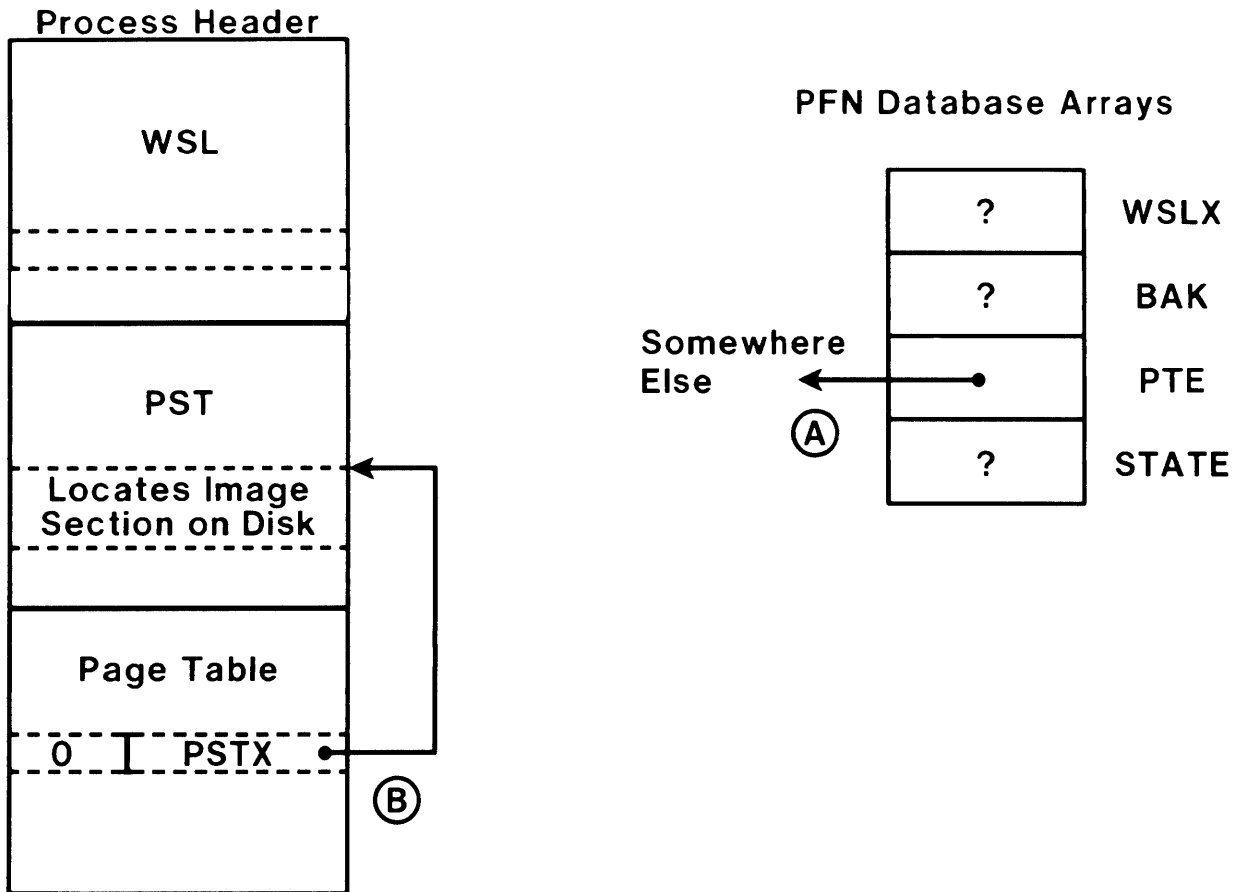 Process Header
WSL
PST
Locates Image
Section on Disk
Page Table
0 PSTX
B
PFN Database Arrays
? WSLX
? BAK
Somewhere
Else
A
PTE
? STATE